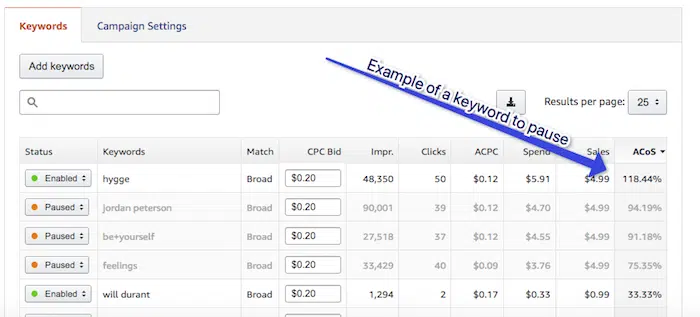 Keywords Campaign Settings
Add keywords
Example of a keyword to pause
Results per page: 25
Status Keywords Match CPC Bid Impr. Clicks ACPC Spend Sales ACoS
Enabled hygge Broad $0.20 48,350 50 $0.12 $5.91 $4.99 118.44%
Paused jordan peterson Broad $0.20 90,001 39 $0.12 $4.70 $4.99 94.19%
Paused be+yourself Broad $0.20 27,518 37 $0.12 $4.55 $4.99 91.18%
Paused feelings Broad $0.20 33,429 40 $0.09 $3.76 $4.99 75.35%
Enabled will durant Broad $0.20 1,294 2 $0.17 $0.33 $0.99 33.33%